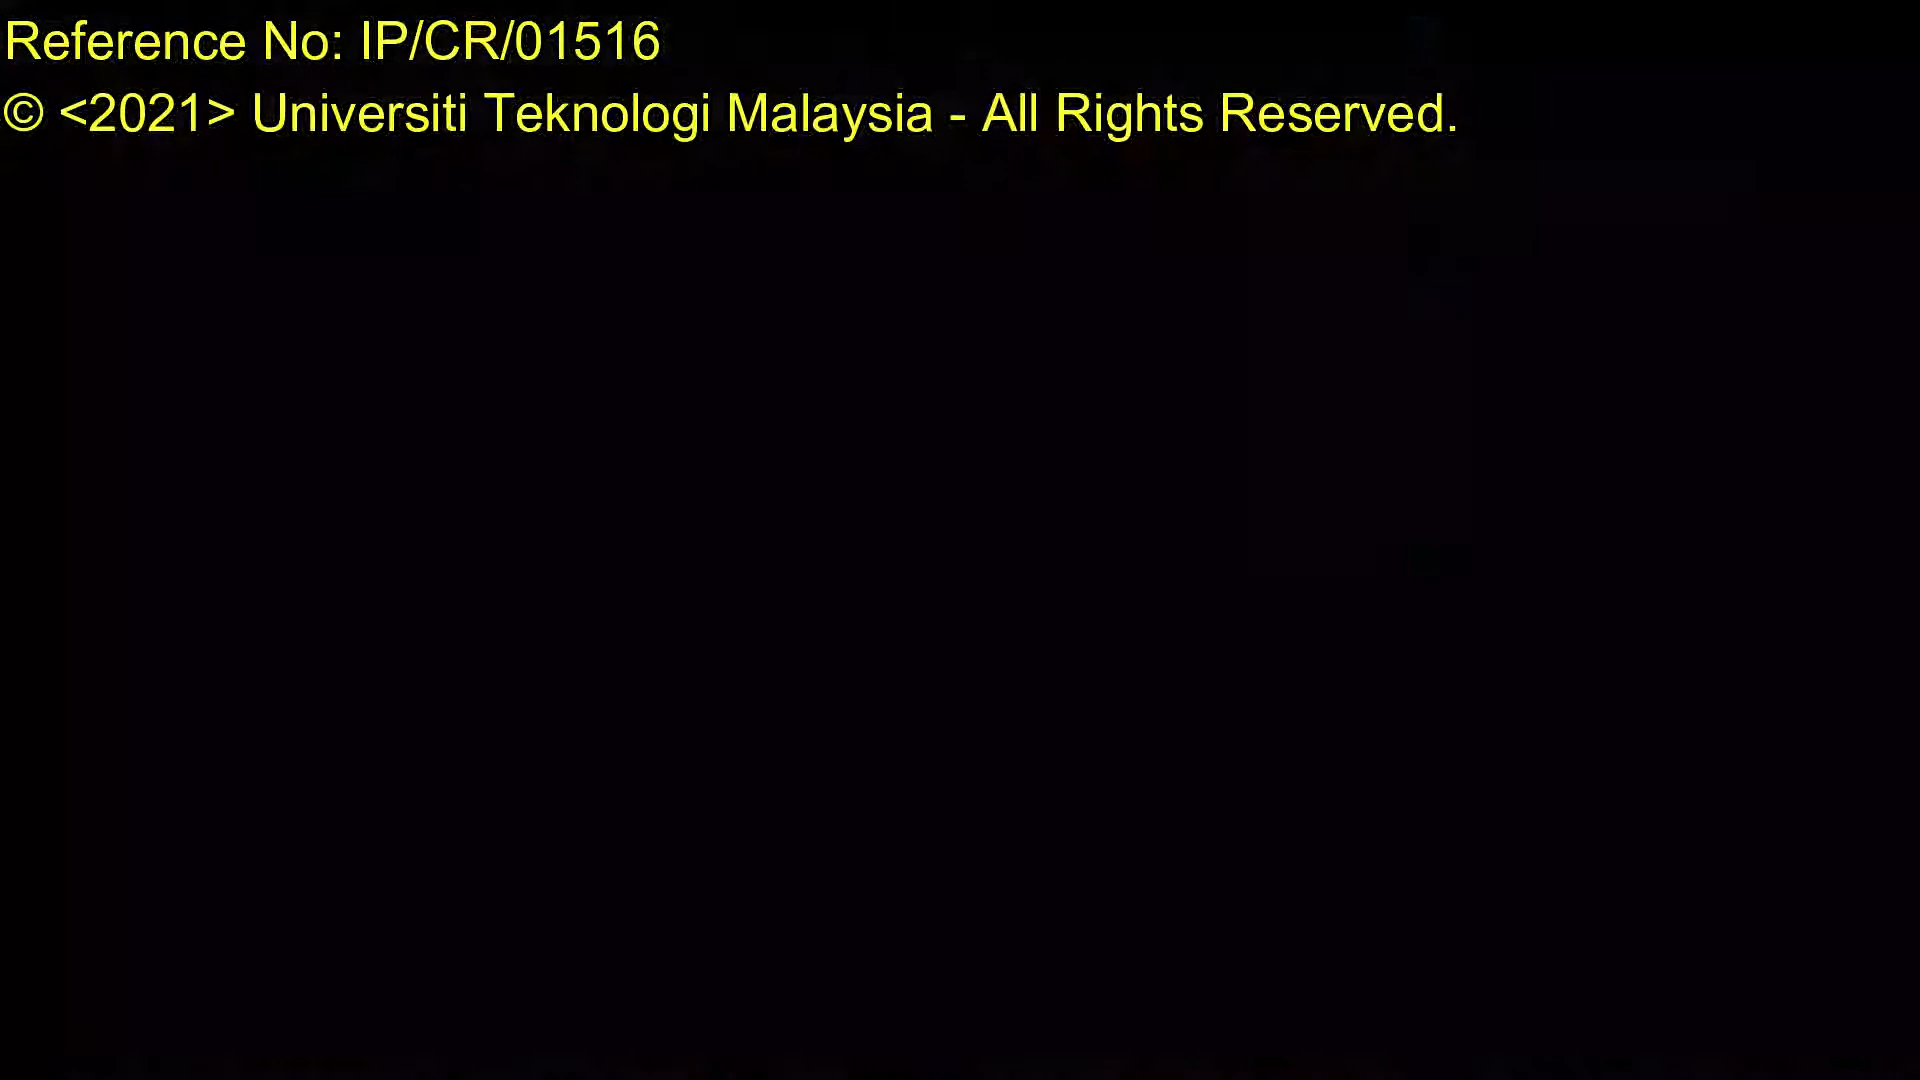 Reference No: IP/CR/01516
© <2021> Universiti Teknologi Malaysia - All Rights Reserved.